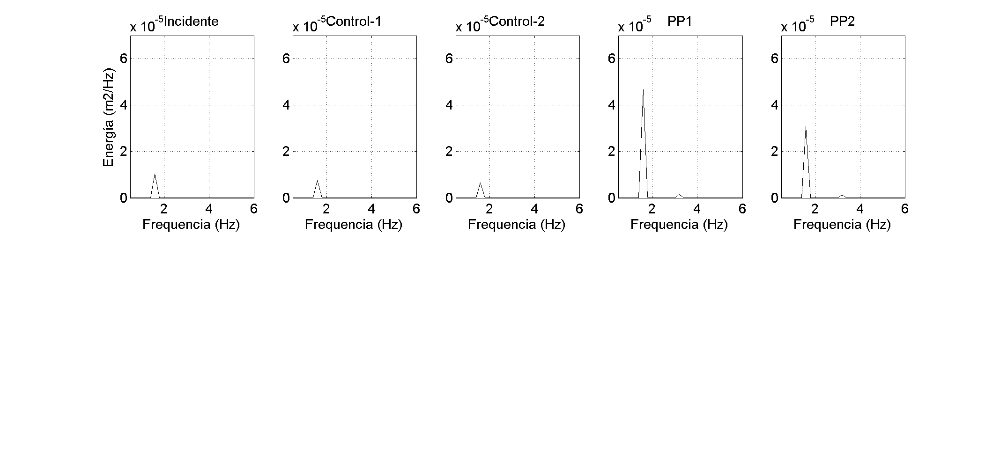 x 10-5 Incidente
x 10-5 Control-1
x 10-5 Control-2
x 10-5 PP1
x 10-5 PP2
Energía (m2/Hz)
6
4
2
0
2 4 6
Frequencia (Hz)
6
4
2
0
2 4 6
Frequencia (Hz)
6
4
2
0
2 4 6
Frequencia (Hz)
6
4
2
0
2 4 6
Frequencia (Hz)
6
4
2
0
2 4 6
Frequencia (Hz)